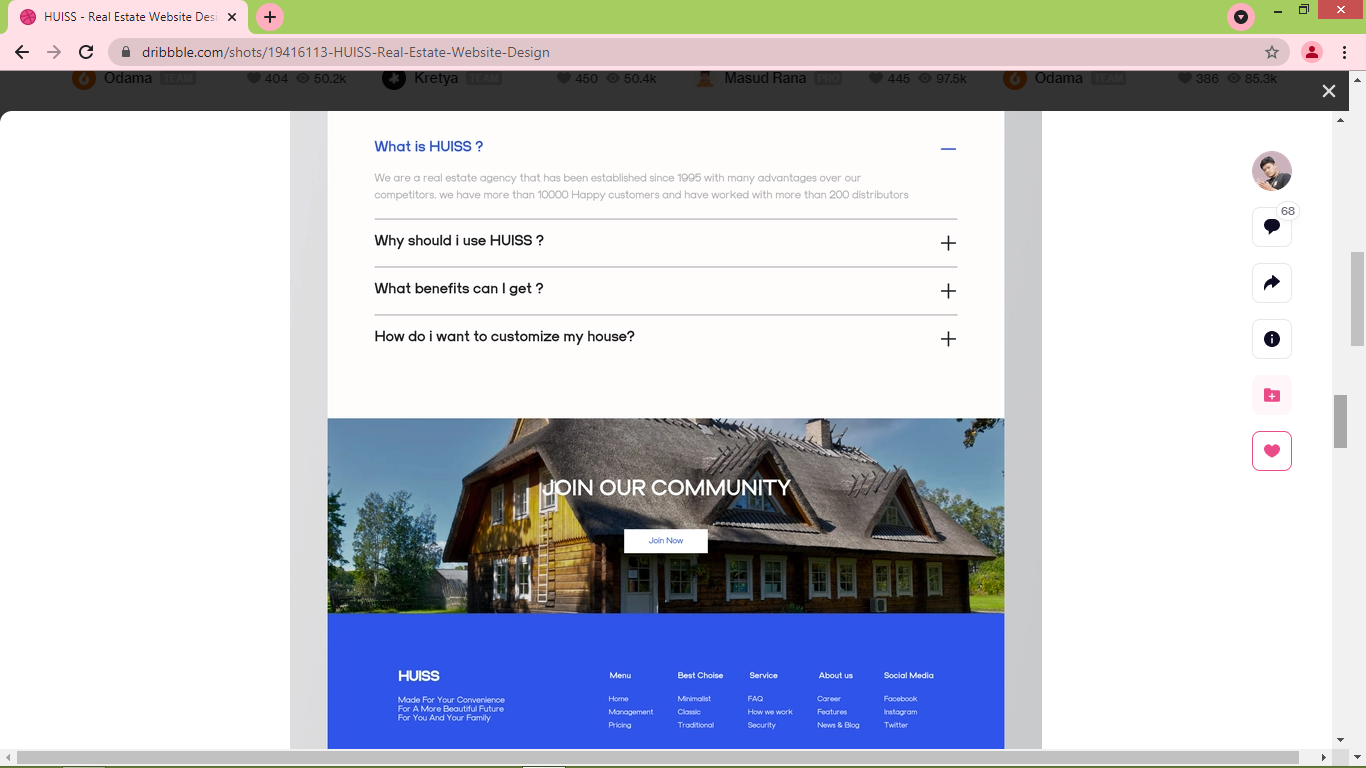 HUISS - Real Estate Website Desi
dribbble.com/shots/19416113-HUISS-Real-Estate-Website-Design
Odama TEAM 404 50.2k Kretya TEAM 450 50.4k Masud Rana PRO 445 97.5k Odama TEAM 386 85.3k
What is HUISS ?
We are a real estate agency that has been established since 1995 with many advantages over our
competitors. we have more than 10000 Happy customers and have worked with more than 200 distributors
68
Why should i use HUISS ?
What benefits can I get ?
How do i want to customize my house?
JOIN OUR COMMUNITY
Join Now
HUISS
Made For Your Convenience
For A More Beautiful Future
For You And Your Family
Menu
Home
Management
Pricing
Best Choise
Minimalist
Classic
Traditional
Service
FAQ
How we work
Security
About us
Career
Features
News & Blog
Social Media
Facebook
Instagram
Twitter